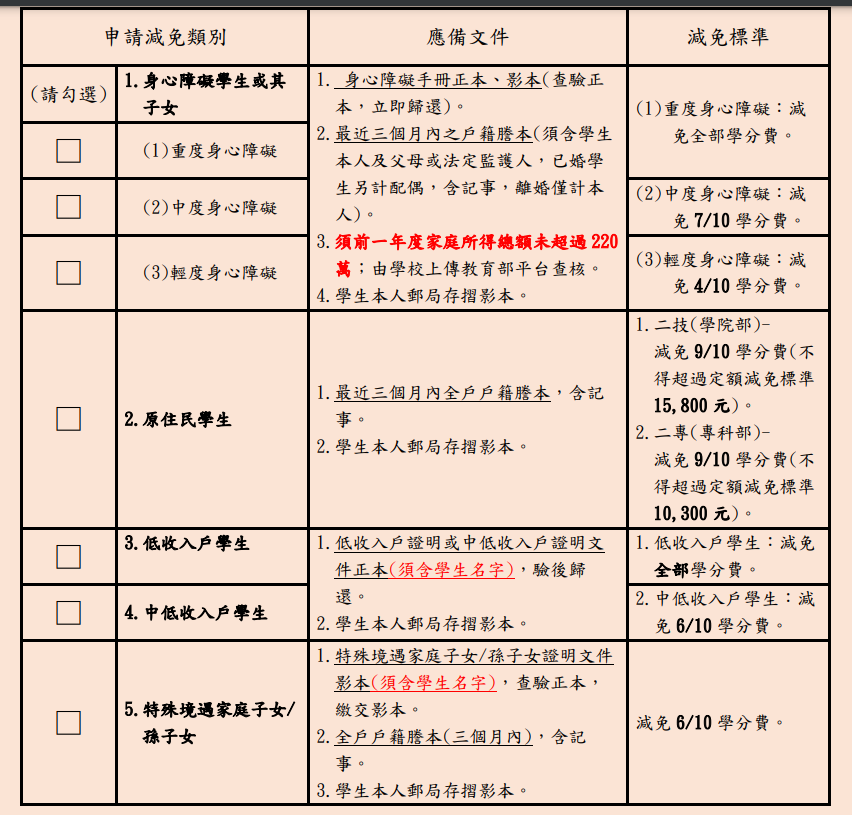 申請減免類別
應備文件
減免標準
(請勾選)
1.身心障礙學生或其
子女
□
(1)重度身心障礙
□
(2)中度身心障礙
□
(3)輕度身心障礙
1. 身心障礙手冊正本、影本(查驗正
本，立即歸還)。
2.最近三個月內之戶籍謄本(須含學生
本人及父母或法定監護人，已婚學
生另計配偶，含記事，離婚僅計本
人)。
3.須前一年度家庭所得總額未超過 220
萬；由學校上傳教育部平台查核。
4.學生本人郵局存摺影本。
(1)重度身心障礙：減
免全部學分費。
(2)中度身心障礙：減
免 7/10 學分費。
(3)輕度身心障礙：減
免 4/10 學分費。
□
2.原住民學生
1.最近三個月內全戶戶籍謄本，含記
事。
2.學生本人郵局存摺影本。
1.二技(學院部)-
減免 9/10 學分費(不
得超過定額減免標準
15,800 元)。
2.二專(專科部)-
減免 9/10 學分費(不
得超過定額減免標準
10,300 元)。
□
3.低收入戶學生
□
4.中低收入戶學生
1.低收入戶證明或中低收入戶證明文
件正本(須含學生名字)，驗後歸
還。
2.學生本人郵局存摺影本。
1.低收入戶學生：減免
全部學分費。
2.中低收入戶學生：減
免 6/10 學分費。
□
5.特殊境遇家庭子女/
孫子女
1.特殊境遇家庭子女/孫子女證明文件
影本(須含學生名字)，查驗正本，
繳交影本。
2.全戶戶籍謄本(三個月內)，含記
事。
3.學生本人郵局存摺影本。
減免 6/10 學分費。